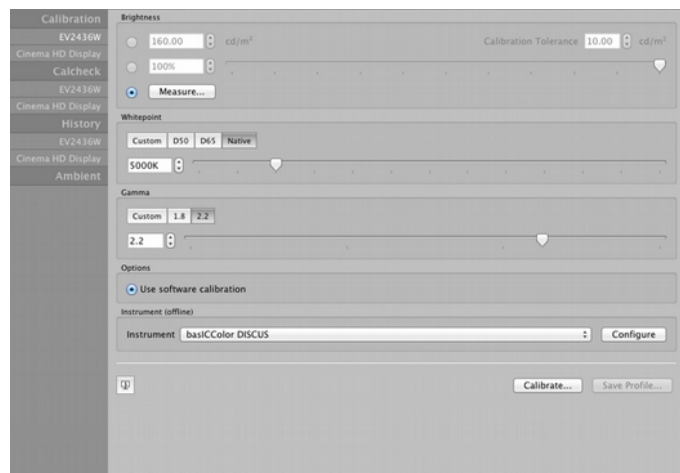 Calibration
EV2436W
Cinema HD Display
Calcheck
EV2436W
Cinema HD Display
History
EV2436W
Cinema HD Display
Ambient
Brightness
160.00 cd/m² Calibration Tolerance 10.00 cd/m²
100%
Measure...
Whitepoint
Custom D50 D65 Native
5000K
Gamma
Custom 1.8 2.2
2.2
Options
Use software calibration
Instrument (offline)
Instrument basICColor DISCUS Configure
Calibrate... Save Profile...